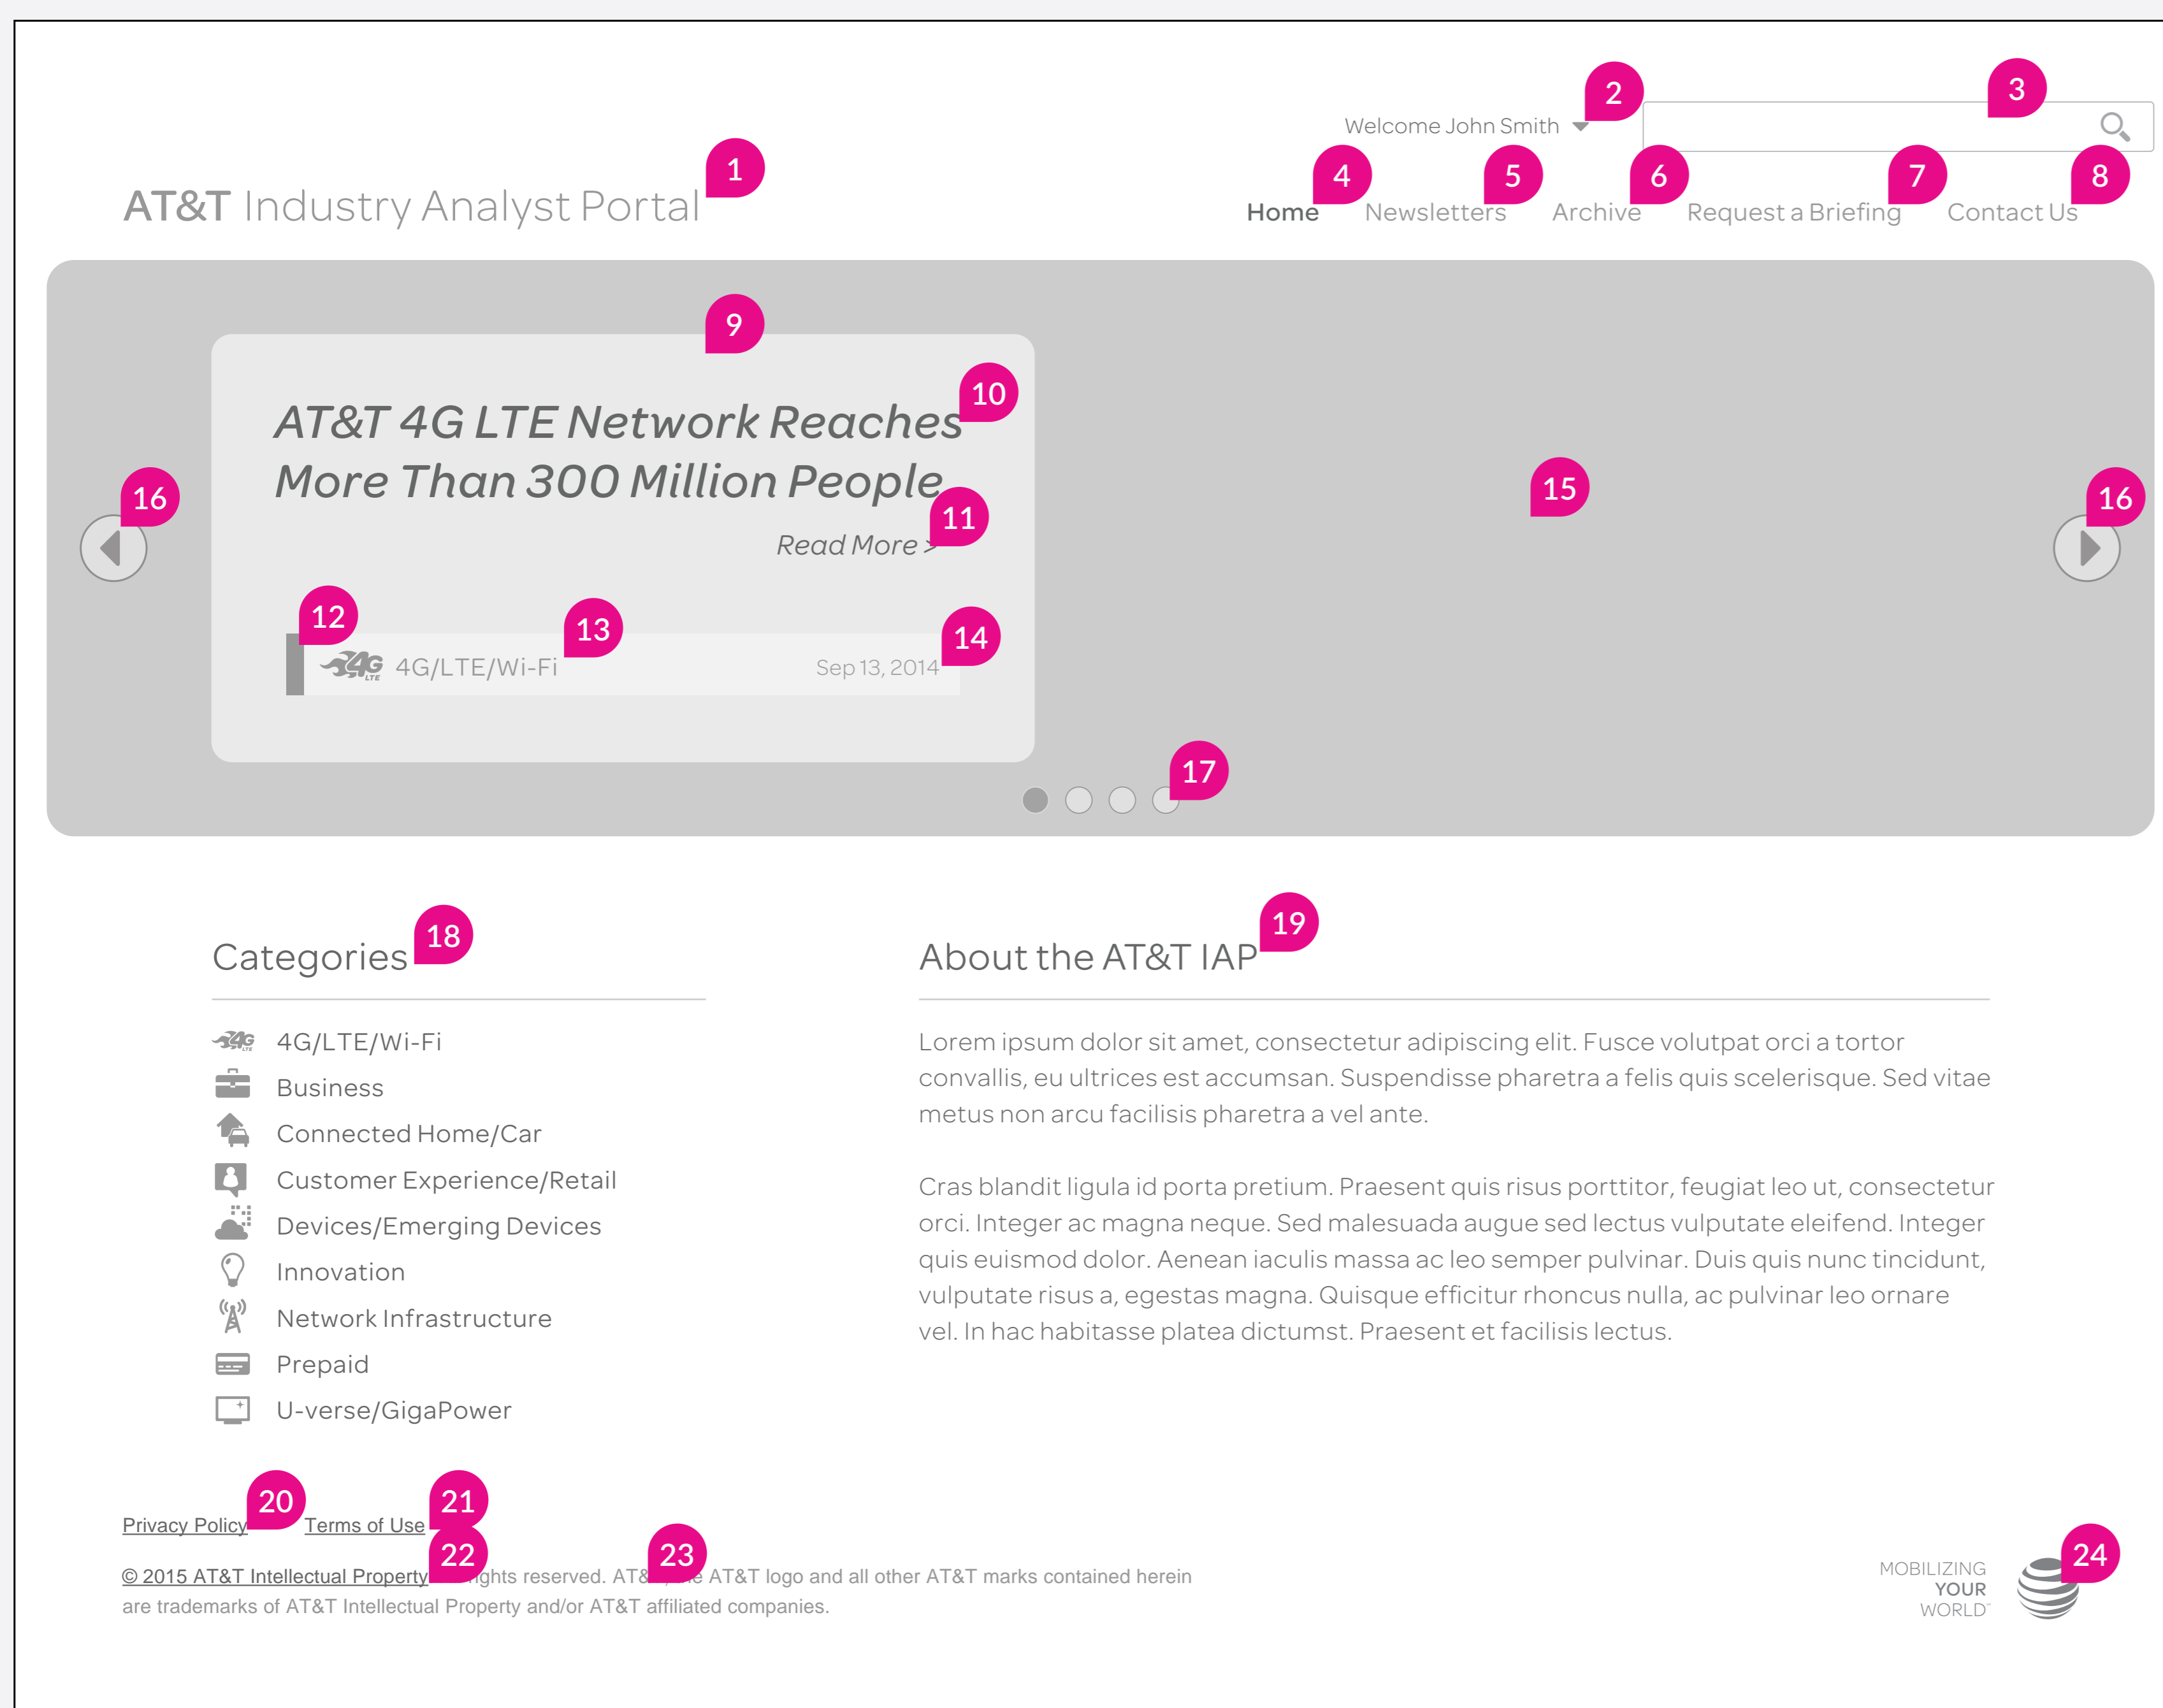 2
3
Welcome John Smith
1
4
5
6
7
8
AT&T Industry Analyst Portal
Home Newsletters Archive Request a Briefing Contact Us
9
10
AT&T 4G LTE Network Reaches
More Than 300 Million People
16
15
16
11
Read More >
12
13
14
4G LTE 4G/LTE/Wi-Fi Sep 13, 2014
17
18
19
Categories
4G LTE 4G/LTE/Wi-Fi
Business
Connected Home/Car
Customer Experience/Retail
Devices/Emerging Devices
Innovation
Network Infrastructure
Prepaid
U-verse/GigaPower
About the AT&T IAP
Lorem ipsum dolor sit amet, consectetur adipiscing elit. Fusce volutpat orci a tortor
convallis, eu ultrices est accumsan. Suspendisse pharetra a felis quis scelerisque. Sed vitae
metus non arcu facilisis pharetra a vel ante.
Cras blandit ligula id porta pretium. Praesent quis risus porttitor, feugiat leo ut, consectetur
orci. Integer ac magna neque. Sed malesuada augue sed lectus vulputate eleifend. Integer
quis euismod dolor. Aenean iaculis massa ac leo semper pulvinar. Duis quis nunc tincidunt,
vulputate risus a, egestas magna. Quisque efficitur rhoncus nulla, ac pulvinar leo ornare
vel. In hac habitasse platea dictumst. Praesent et facilisis lectus.
20
21
Privacy Policy Terms of Use
22
23
24
© 2015 AT&T Intellectual Property reserved. AT&T logo and all other AT&T marks contained herein
are trademarks of AT&T Intellectual Property and/or AT&T affiliated companies.
MOBILIZING
YOUR
WORLD